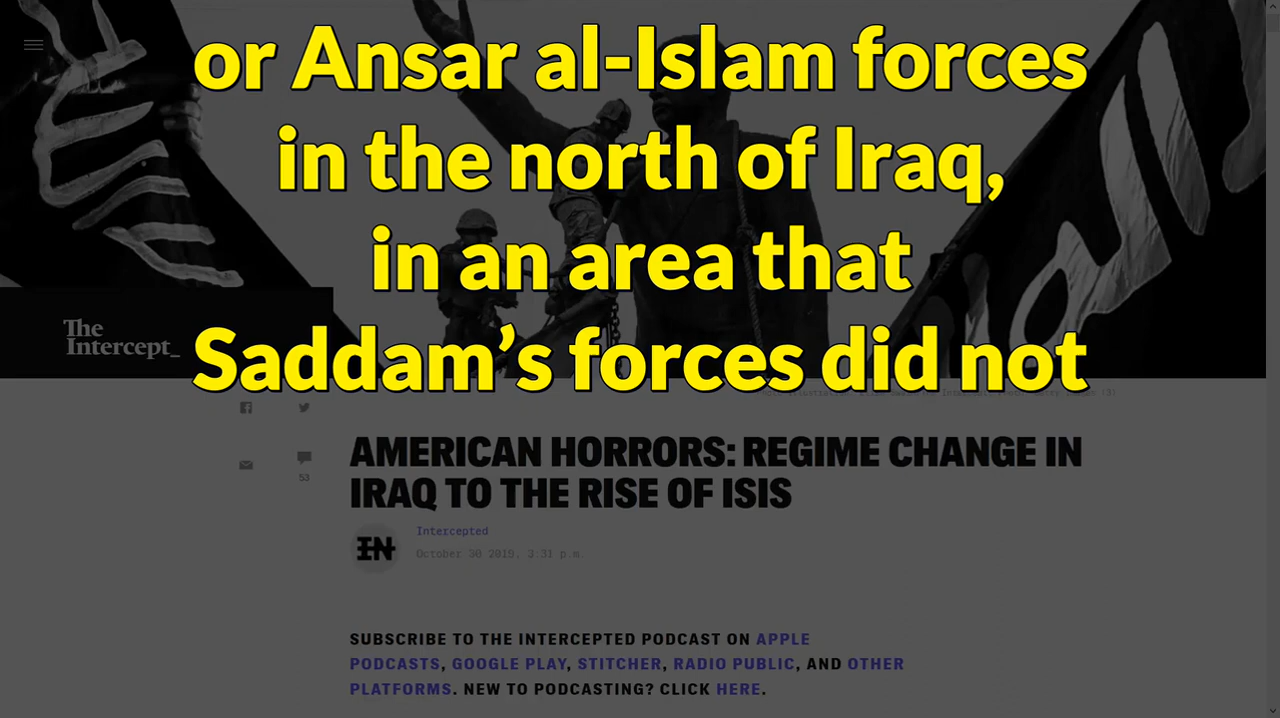 or Ansar al-Islam forces
in the north of Iraq,
in an area that
Saddam’s forces did not
The
Intercept_
53
AMERICAN HORRORS: REGIME CHANGE IN
IRAQ TO THE RISE OF ISIS
Intercepted
October 30 2019, 3:31 p.m.
SUBSCRIBE TO THE INTERCEPTED PODCAST ON APPLE
PODCASTS, GOOGLE PLAY, STITCHER, RADIO PUBLIC, AND OTHER
PLATFORMS. NEW TO PODCASTING? CLICK HERE.